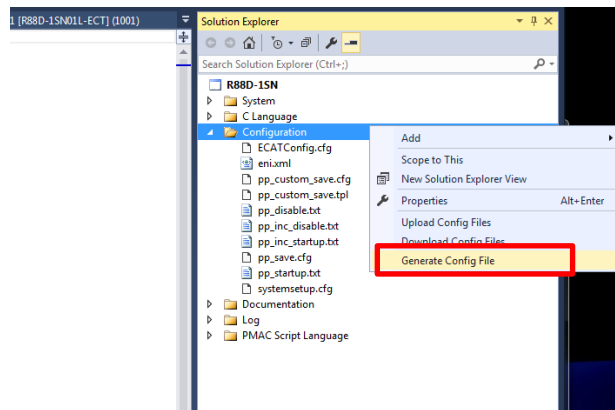 1 [R88D-1SN01L-ECT] (1001)
Solution Explorer
Search Solution Explorer (Ctrl+;)
R88D-1SN
System
C Language
Configuration
ECATConfig.cfg
eni.xml
pp_custom_save.cfg
pp_custom_save.tpl
pp_disable.txt
pp_inc_disable.txt
pp_inc_startup.txt
pp_save.cfg
pp_startup.txt
systemsetup.cfg
Documentation
Log
PMAC Script Language
Add
Scope to This
New Solution Explorer View
Properties Alt+Enter
Upload Config Files
Download Config Files
Generate Config File